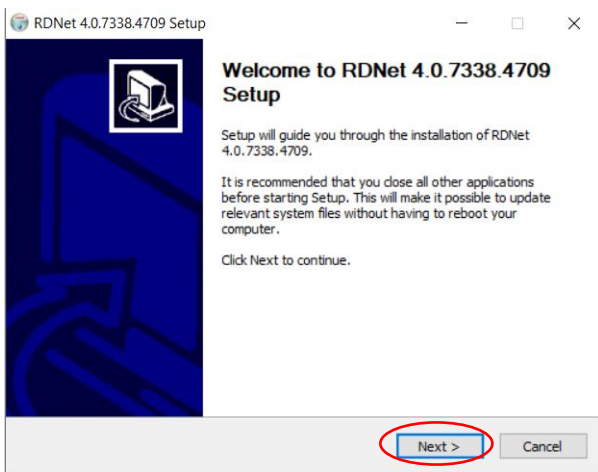 RDNet 4.0.7338.4709 Setup
Welcome to RDNet 4.0.7338.4709
Setup
Setup will guide you through the installation of RDNet
4.0.7338.4709.
It is recommended that you close all other applications
before starting Setup. This will make it possible to update
relevant system files without having to reboot your
computer.
Click Next to continue.
Next >
Cancel